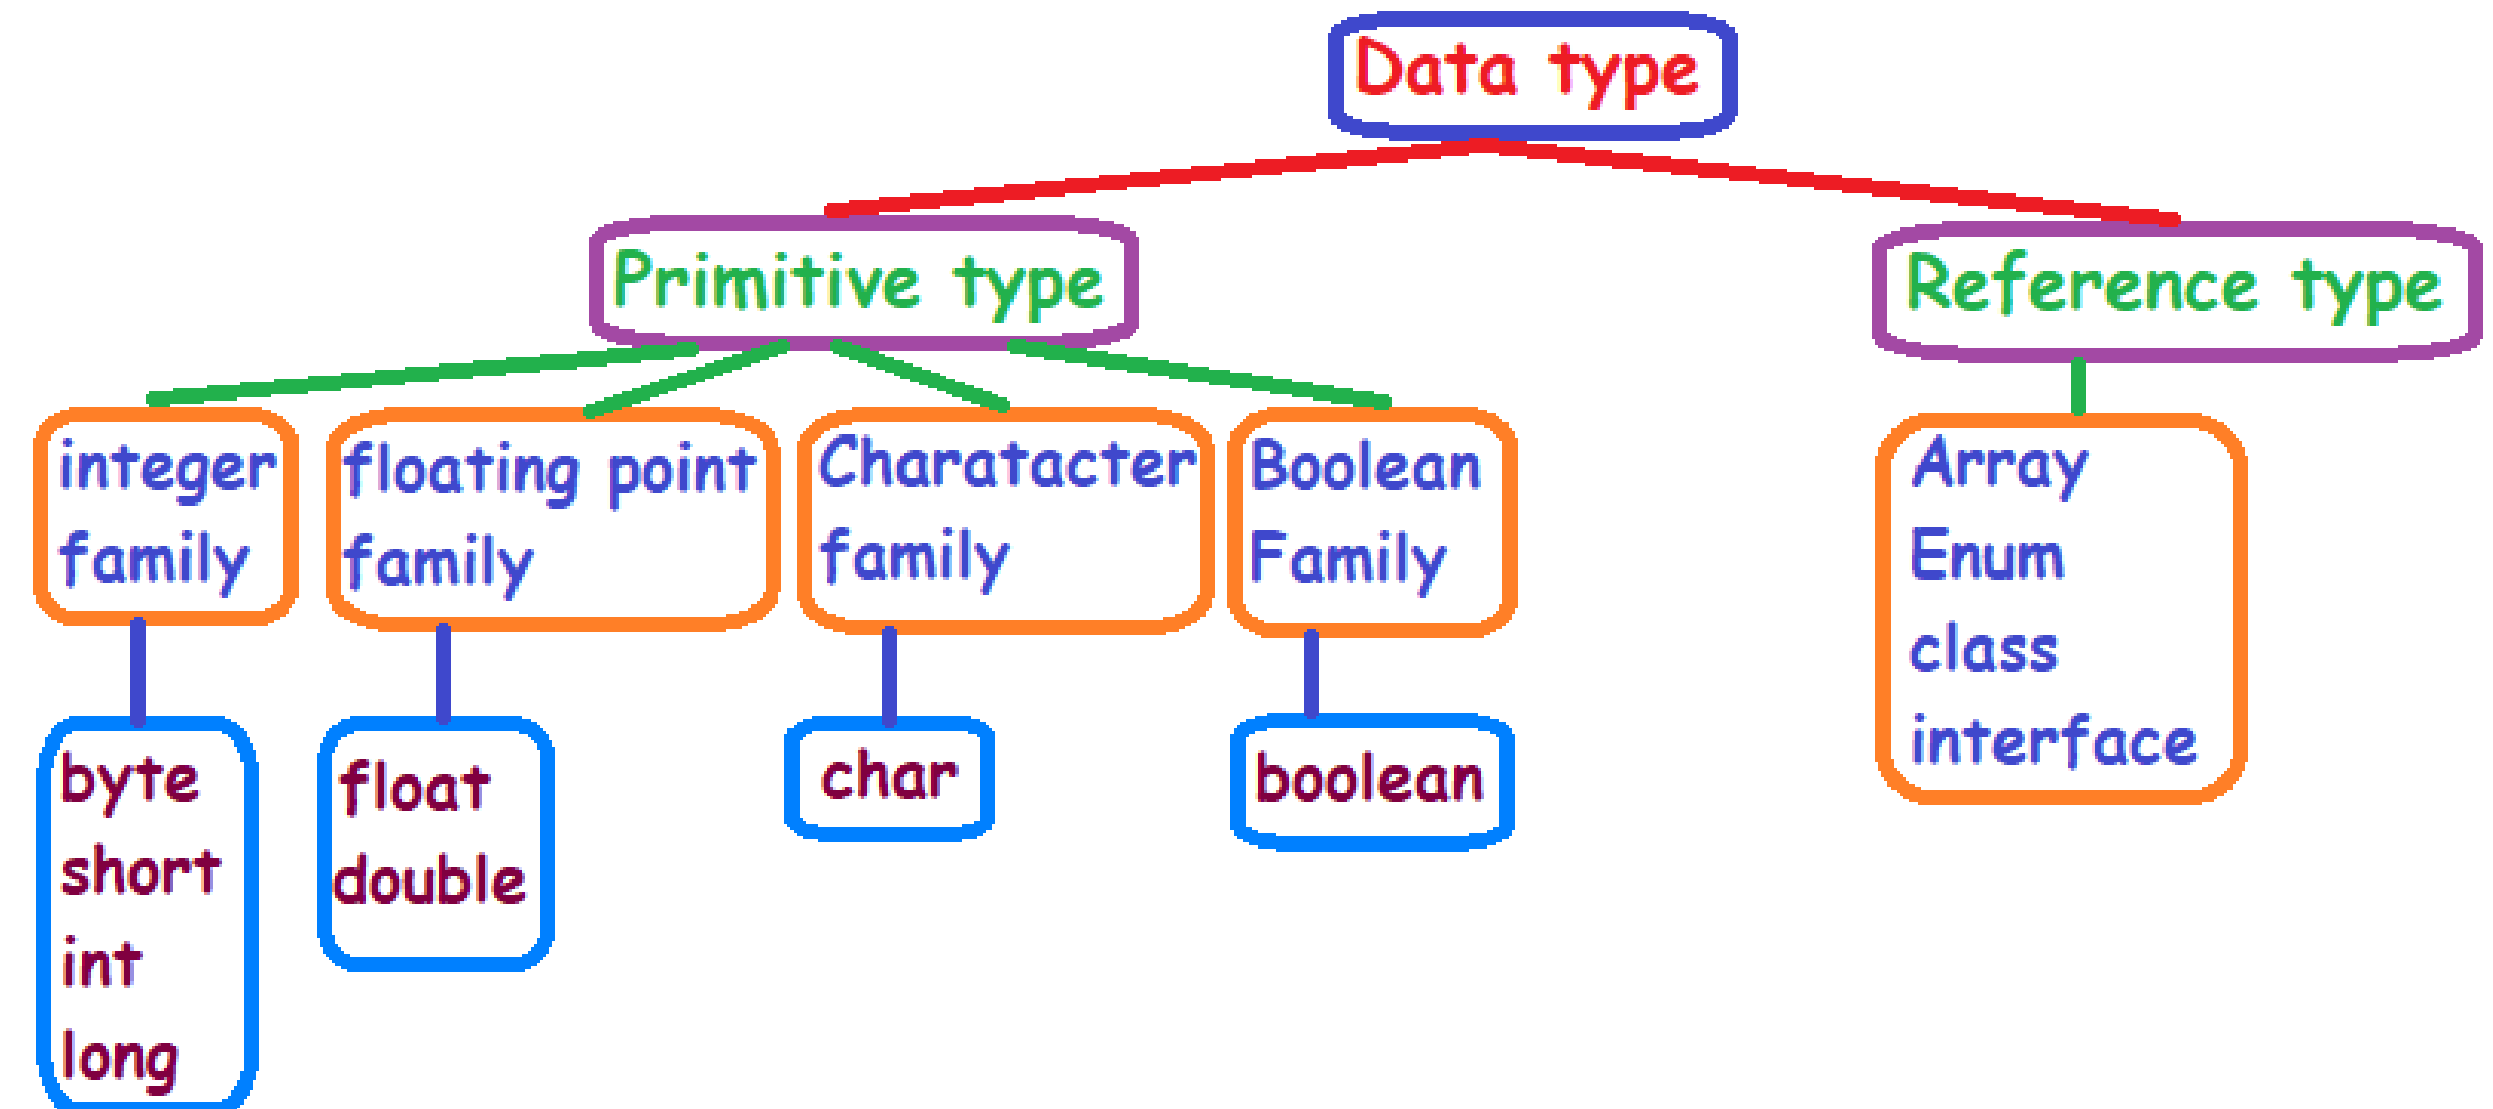 Data type
Primitive type
Reference type
integer
family
floating point
family
Charatacter
family
Boolean
Family
Array
Enum
class
interface
byte
short
int
long
float
double
char
boolean